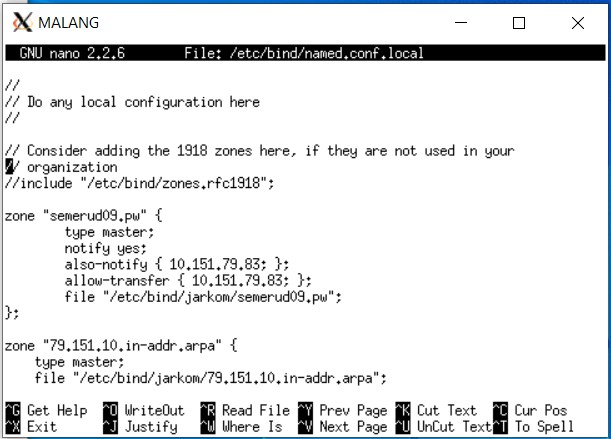 MALANG
GNU nano 2.2.6 File: /etc/bind/named.conf.local
//
// Do any local configuration here
//
// Consider adding the 1918 zones here, if they are not used in your
// organization
//include "/etc/bind/zones.rfc1918";
zone "semerud09.pw" {
type master;
notify yes;
also-notify { 10.151.79.83; };
allow-transfer { 10.151.79.83; };
file "/etc/bind/jarkom/semerud09.pw";
};
zone "79.151.10.in-addr.arpa" {
type master;
file "/etc/bind/jarkom/79.151.10.in-addr.arpa";
^G Get Help ^O WriteOut ^R Read File ^Y Prev Page ^K Cut Text ^C Cur Pos
^X Exit ^J Justify ^W Where Is ^V Next Page ^U UnCut Text ^T To Spell